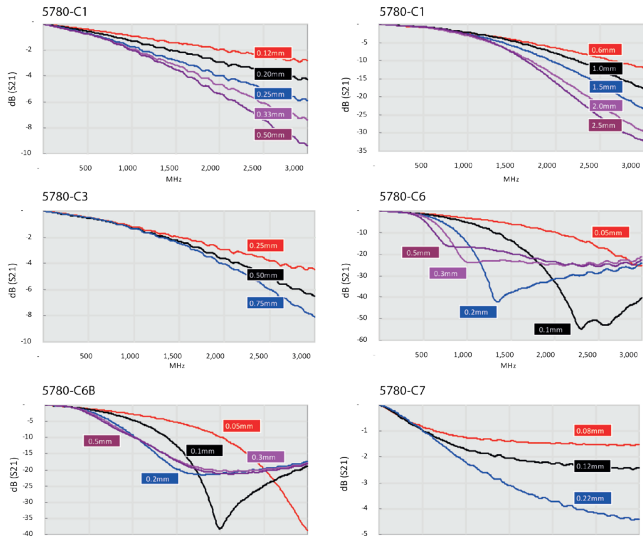 5780-C1
dB (S21)
-
-2
-4
-6
-8
-10
0.12mm
0.20mm
0.25mm
0.33mm
0.50mm
- 500 1,000 1,500 2,000 2,500 3,000
MHz
5780-C1
dB (S21)
-
-5
-10
-15
-20
-25
-30
-35
0.6mm
1.0mm
1.5mm
2.0mm
2.5mm
- 500 1,000 1,500 2,000 2,500 3,000
MHz
5780-C3
dB (S21)
-
2
-4
-6
-8
-10
0.25mm
0.50mm
0.75mm
- 500 1,000 1,500 2,000 2,500 3,000
MHz
5780-C6
dB (S21)
-
-10
-20
-30
-40
-50
-60
0.05mm
0.5mm
0.3mm
0.2mm
0.1mm
- 500 1,000 1,500 2,000 2,500 3,000
MHz
5780-C6B
dB (S21)
-
-5
-10
-15
-20
-25
-30
-35
-40
0.05mm
0.5mm
0.1mm
0.3mm
0.2mm
5780-C7
dB (S21)
-
-1
-2
-3
-4
-5
0.08mm
0.12mm
0.22mm